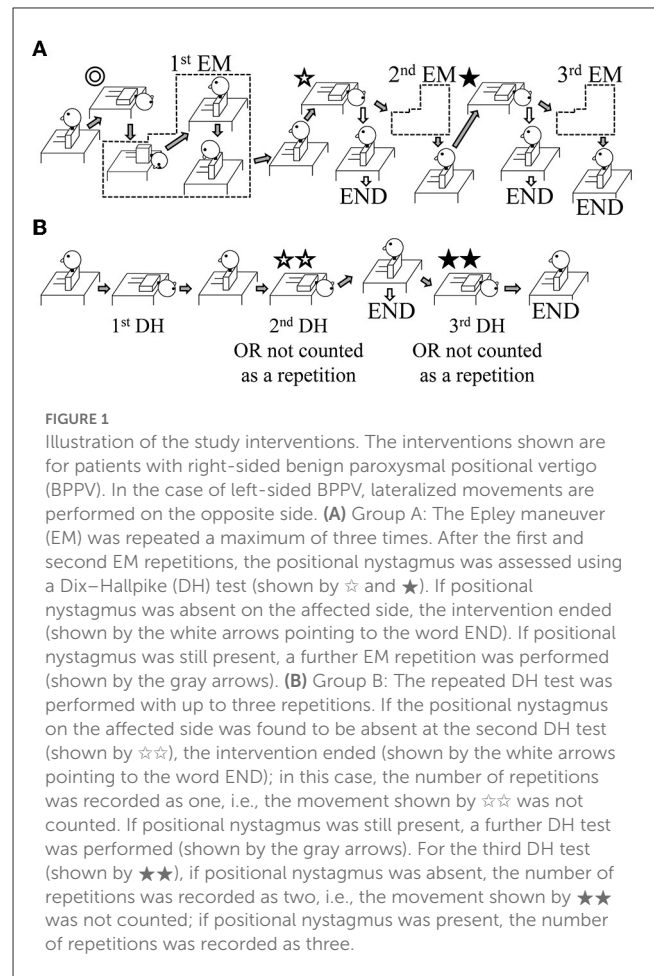 A
1st EM
☆
2nd EM
★
3rd EM
END
END
END
B
☆☆
★★
1st DH
2nd DH
END
3rd DH
END
OR not counted
as a repetition
OR not counted
as a repetition
FIGURE 1
Illustration of the study interventions. The interventions shown are
for patients with right-sided benign paroxysmal positional vertigo
(BPPV). In the case of left-sided BPPV, lateralized movements are
performed on the opposite side. (A) Group A: The Epley maneuver
(EM) was repeated a maximum of three times. After the first and
second EM repetitions, the positional nystagmus was assessed using
a Dix–Hallpike (DH) test (shown by ☆ and ★). If positional
nystagmus was absent on the affected side, the intervention ended
(shown by the white arrows pointing to the word END). If positional
nystagmus was still present, a further EM repetition was performed
(shown by the gray arrows). (B) Group B: The repeated DH test was
performed with up to three repetitions. If the positional nystagmus
on the affected side was found to be absent at the second DH test
(shown by ☆☆), the intervention ended (shown by the white arrows
pointing to the word END); in this case, the number of repetitions
was recorded as one, i.e., the movement shown by ☆☆ was not
counted. If positional nystagmus was still present, a further DH test
was performed (shown by the gray arrows). For the third DH test
(shown by ★★), if positional nystagmus was absent, the number of
repetitions was recorded as two, i.e., the movement shown by ★★
was not counted; if positional nystagmus was present, the number
of repetitions was recorded as three.